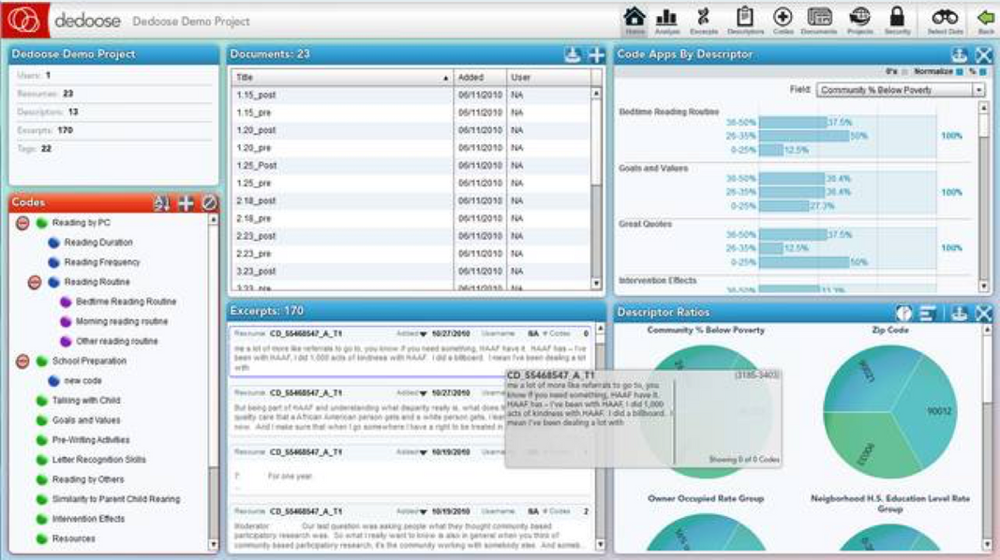 dedoose Dedoose Demo Project
Home Analyze Excerpts Descriptors Codes Documents Projects Security Select Data Back
Dedoose Demo Project
Users: 1
Resources: 23
Descriptors: 13
Excerpts: 170
Tags: 22
Codes
Reading by PC
Reading Duration
Reading Frequency
Reading Routine
Bedtime Reading Routine
Morning reading routine
Other reading routine
School Preparation
new code
Talking with Child
Goals and Values
Pre-Writing Activities
Letter Recognition Skills
Reading by Others
Similarity to Parent Child Rearing
Intervention Effects
Resources
Documents: 23
Title Added User
1.15_post 06/11/2010 NA
1.15_pre 06/11/2010 NA
1.20_post 06/11/2010 NA
1.20_pre 06/11/2010 NA
1.25_Post 06/11/2010 NA
1.25_pre 06/11/2010 NA
2.18_post 06/11/2010 NA
2.18_pre 06/11/2010 NA
2.23_post 06/11/2010 NA
2.23_pre 06/11/2010 NA
3.23_post 06/11/2010 NA
3.23_pre 06/11/2010 NA
Excerpts: 170
Resource CD_55468547_A_T1 Added 10/27/2010 Username NA # Codes 0
me a lot of more like referrals to go to, you know if you need something, HAAF have it. HAAF has – I've
been with HAAF, I did 1,000 acts of kindness with HAAF. I did a billboard. I mean I've been dealing a lot
with
Resource CD_55468547_A_T1 Added 10/27/2010 Username
But being part of HAAF and understanding what disparity really is, what does
quality care that a African American person gets and a white person gets,
now. And I make sure that when I go somewhere I have a right to be treated
Resource CD_55468547_A_T1 Added 10/19/2010 Username
?: For one year.
...
Resource CD_55468547_A_T1 Added 10/19/2010 Username NA # Codes 2
Moderator: Our last question was asking people what they thought community based
participatory research was. So what I really want to know is also in general when you think of
community based participatory research, it's the community working with somebody else. And someb...
CD_55468547_A_T1 (3185-3403)
me a lot of more like referrals to go to, you
know if you need something, HAAF have it.
HAAF has – I've been with HAAF, I did 1,000
acts of kindness with HAAF. I did a billboard. I
mean I've been dealing a lot with
Showing 0 of 0 Codes
Code Apps By Descriptor
0's Normalize %
Field: Community % Below Poverty
Bedtime Reading Routine
36-50% 37.5%
26-35% 50% 100%
0-25% 12.5%
Goals and Values
36-50% 36.4%
26-35% 36.4% 100%
0-25% 27.3%
Great Quotes
36-50% 37.5%
26-35% 12.5% 100%
0-25% 50%
Intervention Effects
36-50% 33.3%
Descriptor Ratios
Community % Below Poverty Zip Code
90021
90012
90033
Owner Occupied Rate Group Neigborhood H.S. Education Level Rate
Group